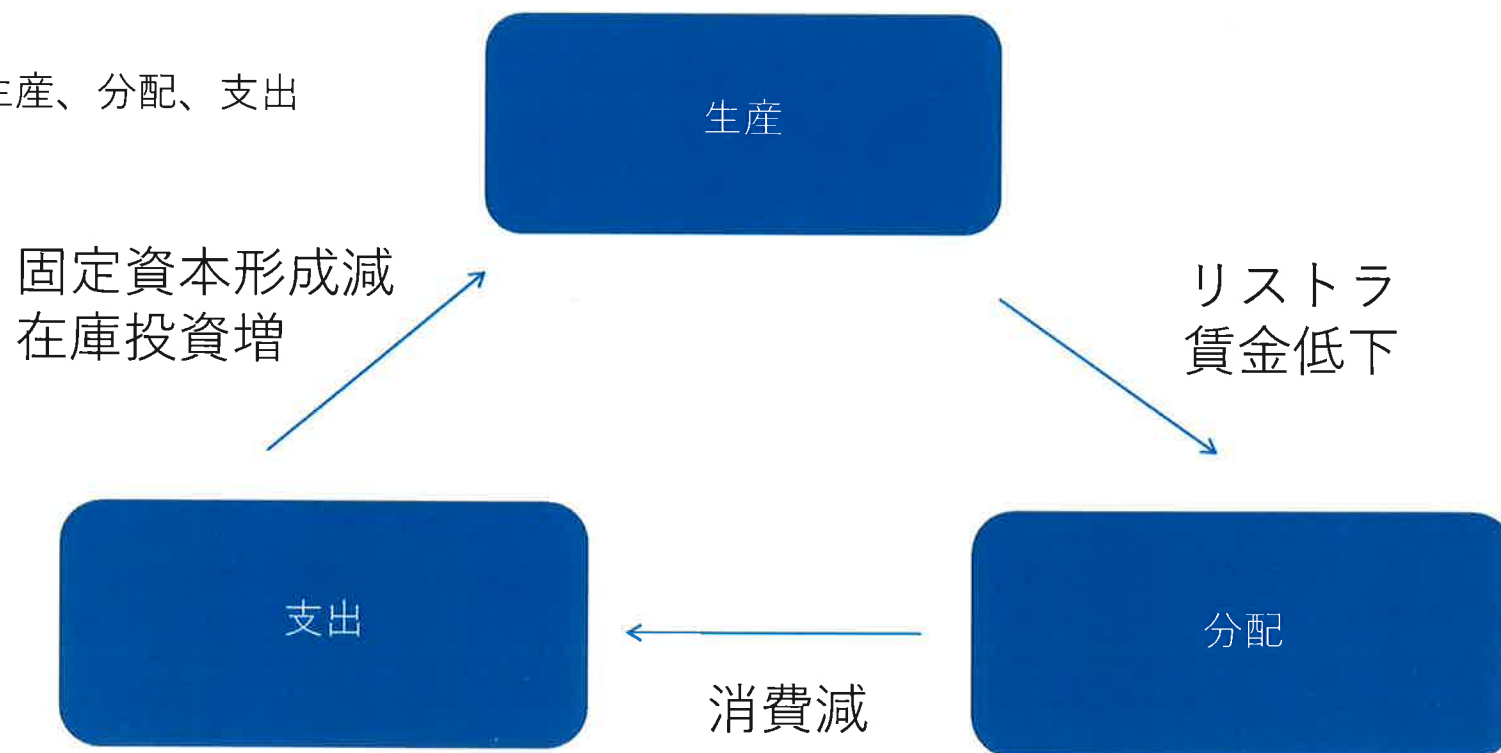 生産、分配、支出
生産
固定資本形成減
在庫投資増
リストラ
賃金低下
支出
分配
消費減